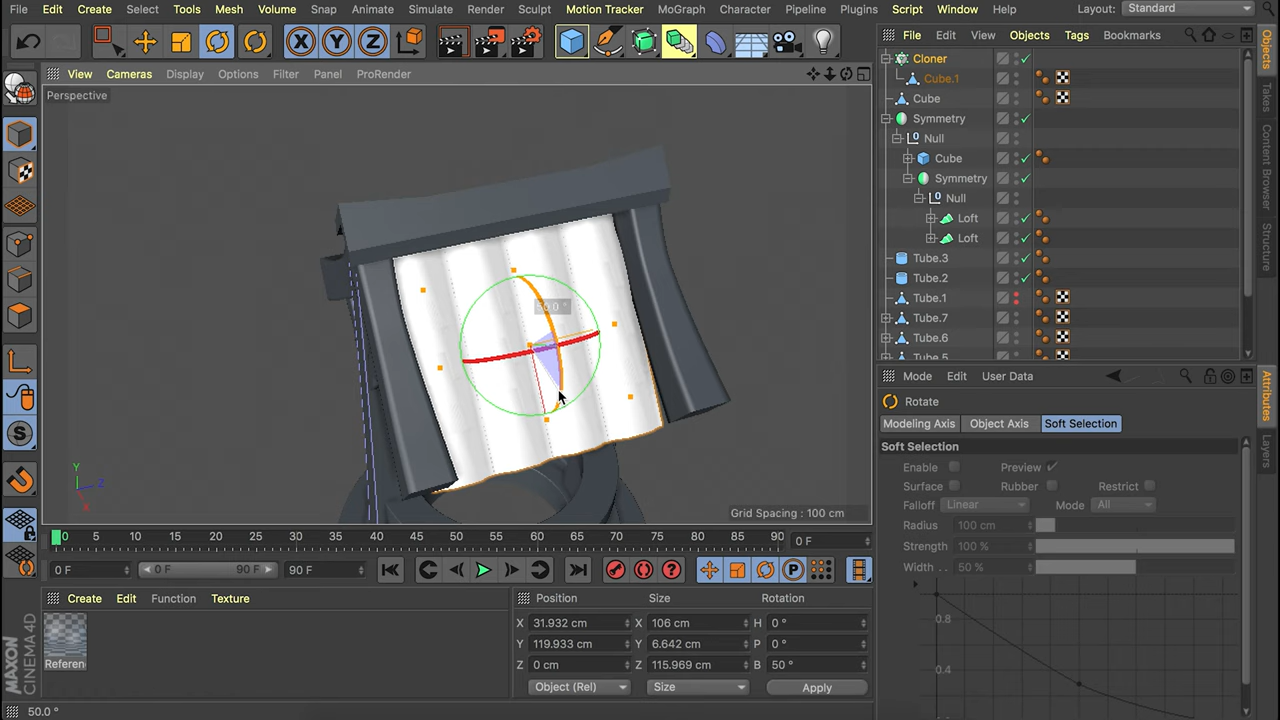 File Edit Create Select Tools Mesh Volume Snap Animate Simulate Render Sculpt Motion Tracker MoGraph Character Pipeline Plugins Script Window Help Layout: Standard
X Y Z
File Edit View Objects Tags Bookmarks
Objects
Takes
Content Browser
Structure
View Cameras Display Options Filter Panel ProRender
Perspective
Cloner
Cube.1
Cube
Symmetry
Null
Cube
Symmetry
Null
Loft
Loft
Tube.3
Tube.2
Tube.1
Tube.7
Tube.6
Tube.5
50.0 °
Y
Z
X
Grid Spacing : 100 cm
Mode Edit User Data
Attributes
Layers
Rotate
Modeling Axis Object Axis Soft Selection
Soft Selection
Enable Preview
Surface Rubber Restrict
Falloff Linear Mode All
Radius 100 cm
Strength 100 %
Width . . 50 %
0.8
0.4
0 5 10 15 20 25 30 35 40 45 50 55 60 65 70 75 80 85 90 0 F
0 F 0 F 90 F 90 F
Create Edit Function Texture
Referen
MAXON
CINEMA 4D
Position Size Rotation
X 31.932 cm X 106 cm H 0 °
Y 119.933 cm Y 6.642 cm P 0 °
Z 0 cm Z 115.969 cm B 50 °
Object (Rel) Size Apply
50.0 °